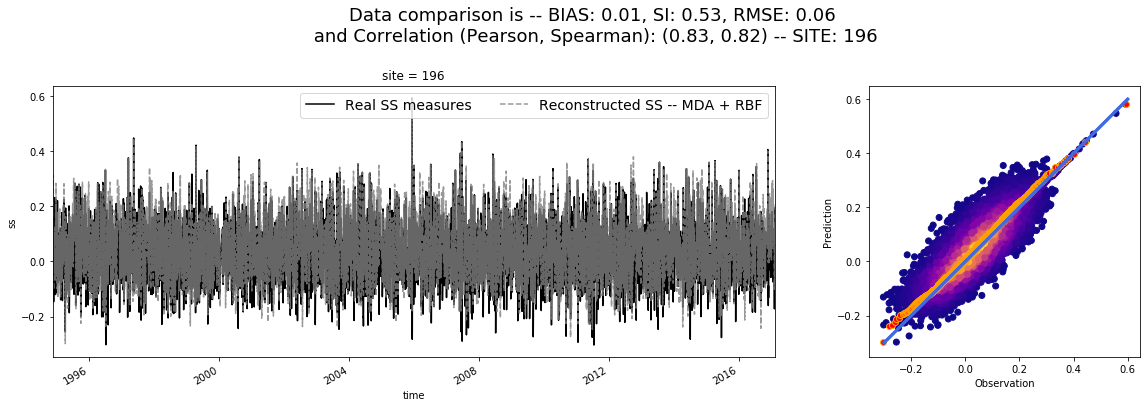 Data comparison is -- BIAS: 0.01, SI: 0.53, RMSE: 0.06
and Correlation (Pearson, Spearman): (0.83, 0.82) -- SITE: 196
site = 196
Real SS measures
Reconstructed SS -- MDA + RBF
ss
0.6
0.4
0.2
0.0
−0.2
1996
2000
2004
2008
2012
2016
time
Prediction
0.6
0.4
0.2
0.0
−0.2
−0.2
0.0
0.2
0.4
0.6
Observation